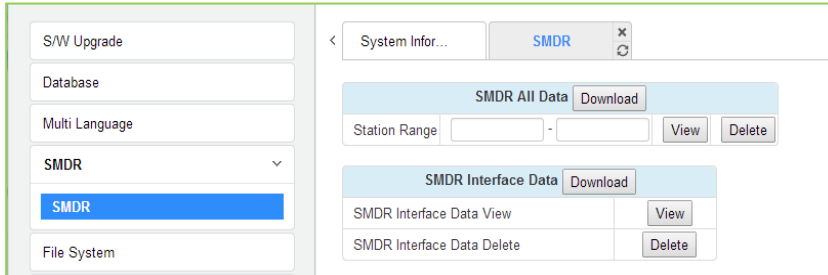 S/W Upgrade
Database
Multi Language
SMDR
SMDR
File System
System Infor...
SMDR
SMDR All Data Download
Station Range - View Delete
SMDR Interface Data Download
SMDR Interface Data View View
SMDR Interface Data Delete Delete